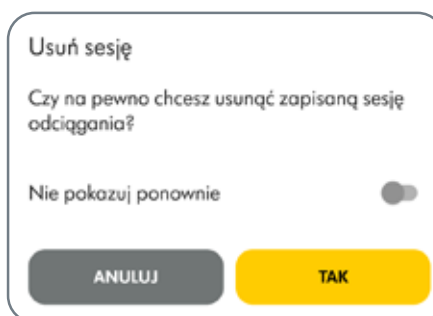 Usuń sesję
Czy na pewno chcesz usunąć zapisaną sesję
odciągania?
Nie pokazuj ponownie
ANULUJ
TAK